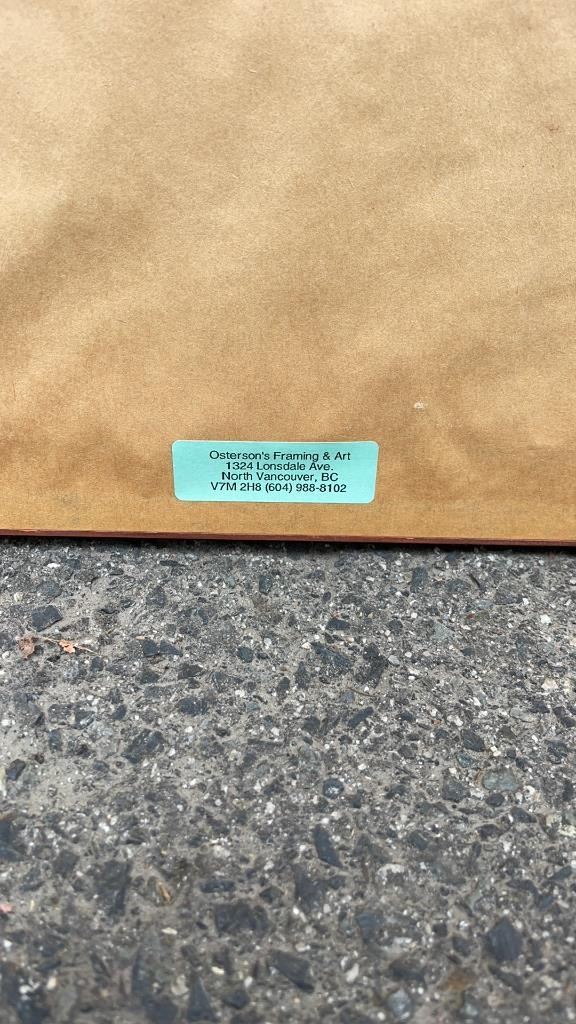 Osterson's Framing & Art
1324 Lonsdale Ave.
North Vancouver, BC
V7M 2H8 (604) 988-8102